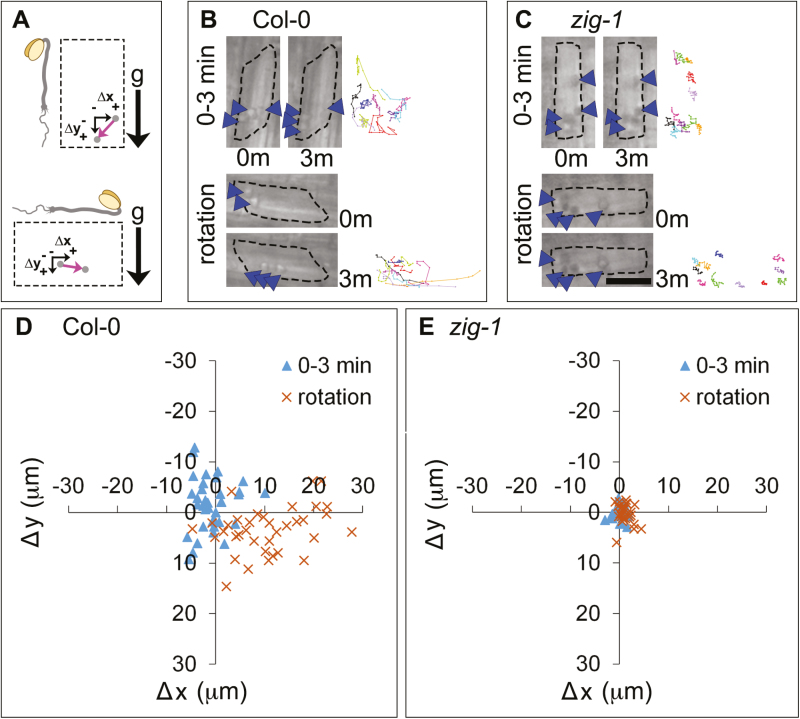 A
Δx
- +
Δy -
+
g
Δx
- +
Δy -
+
g
B Col-0
0-3 min
0m 3m
rotation
0m
3m
C zig-1
0-3 min
0m 3m
rotation
0m
3m
D Col-0
-30
-20
-10
0
10
20
30
-30 -20 -10 0 10 20 30
Δy (μm)
Δx (μm)
0-3 min
rotation
E zig-1
-30
-20
-10
0
10
20
30
-30 -20 -10 0 10 20 30
Δy (μm)
Δx (μm)
0-3 min
rotation